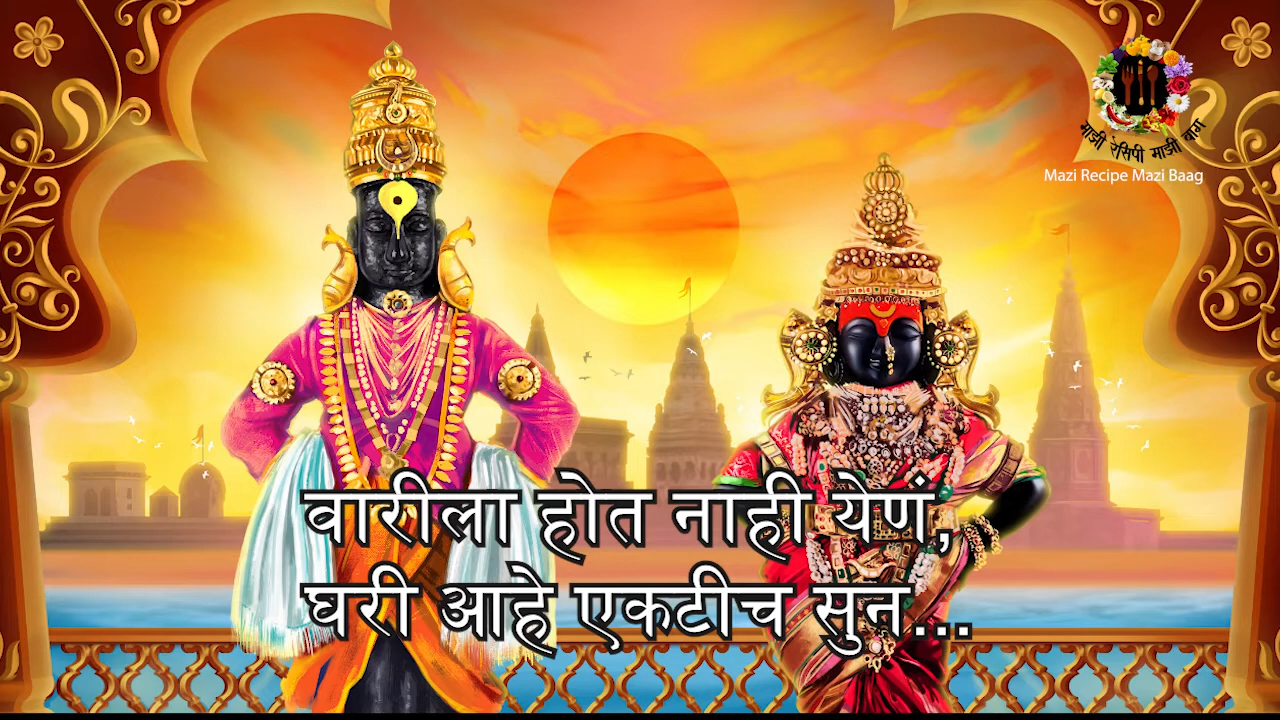 माझी रेसिपी माझी बाग
Mazi Recipe Mazi Baag
वारीला होत नाही येणं,
घरी आहे एकटीच सुन...